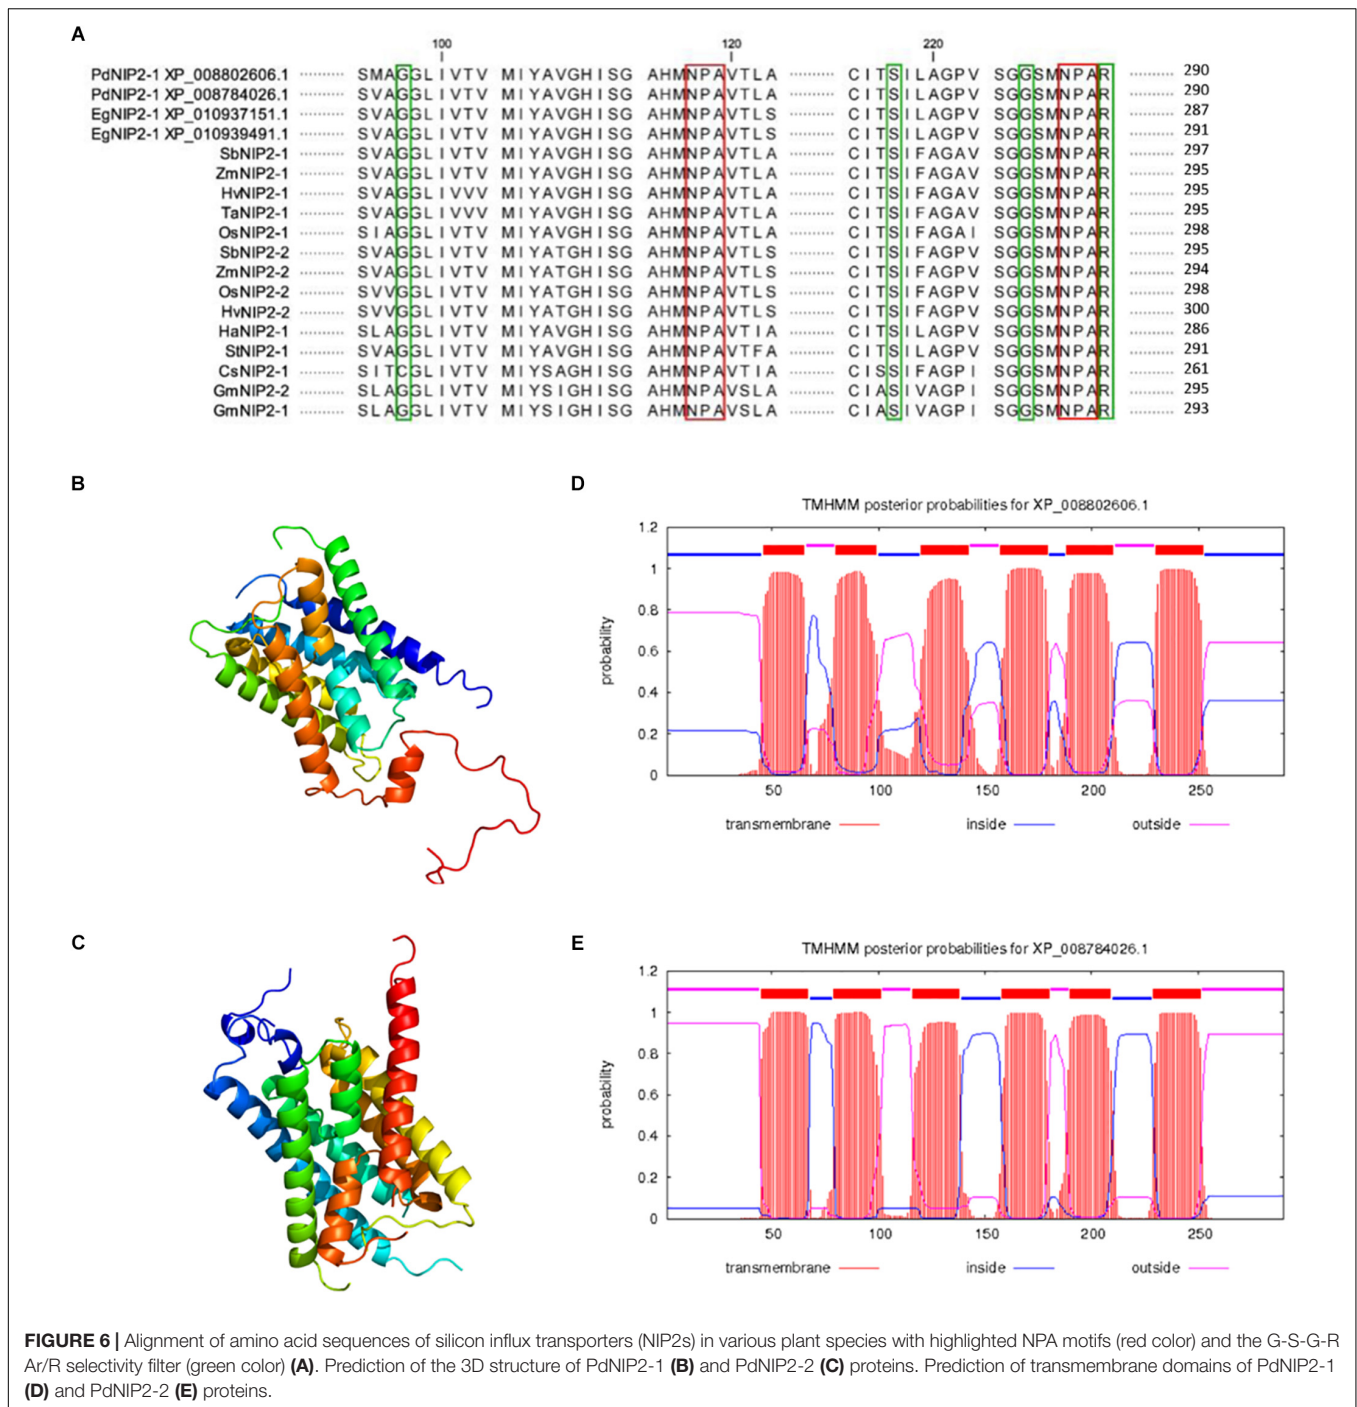 A
100 120 220
PdNIP2-1 XP_008802606.1 ········· SMAGGLIVTV MIYAVGHISG AHMNPAVTLA ········· CITSILAGPV SGGSMNPAR ········· 290
PdNIP2-1 XP_008784026.1 ········· SVAGGLIVTV MIYAVGHISG AHMNPAVTLA ········· CITSILAGPV SGGSMNPAR ········· 290
EgNIP2-1 XP_010937151.1 ········· SVAGGLIVTV MIYAVGHISG AHMNPAVTLA ········· CITSILAGPV SGGSMNPAR ········· 287
EgNIP2-1 XP_010939491.1 ········· SVAGGLIVTV MIYAVGHISG AHMNPAVTLA ········· CITSILAGPV SGGSMNPAR ········· 291
SbNIP2-1 ········· SVAGGLIVTV MIYAVGHISG AHMNPAVTLA ········· CITSIFAGPV SGGSMNPAR ········· 297
ZmNIP2-1 ········· SVAGGLIVTV MIYAVGHISG AHMNPAVTLA ········· CITSIFAGPV SGGSMNPAR ········· 295
HvNIP2-1 ········· SVAGGLIVVV MIYAVGHISG AHMNPAVTLA ········· CITSIFAGAV SGGSMNPAR ········· 295
TaNIP2-1 ········· SVAGGLIVVV MIYAVGHISG AHMNPAVTLA ········· CITSIFAGAV SGGSMNPAR ········· 295
OsNIP2-1 ········· SIAGGLIVTV MIYAVGHISG AHMNPAVTLA ········· CITSIFAGAI SGGSMNPAR ········· 298
SbNIP2-2 ········· SVAGGLIVTV MIYATGHISG AHMNPAVTLS ········· CITSIFAGPV SGGSMNPAR ········· 295
ZmNIP2-2 ········· SVAGGLIVTV MIYATGHISG AHMNPAVTLS ········· CITSIFAGPV SGGSMNPAR ········· 294
OsNIP2-2 ········· SVVGGLIVTV MIYATGHISG AHMNPAVTLS ········· CITSIFAGPV SGGSMNPAR ········· 298
HvNIP2-2 ········· SVVGGLIVTV MIYATGHISG AHMNPAVTLS ········· CITSIFAGPV SGGSMNPAR ········· 300
HaNIP2-1 ········· SLAGGLIVTV MIYAVGHISG AHMNPAVTIA ········· CITSILAGPV SGGSMNPAR ········· 286
StNIP2-1 ········· SVAGGLIVTV MIYAVGHISG AHMNPAVTFA ········· CITSILAGPV SGGSMNPAR ········· 291
CsNIP2-1 ········· SITCGLIVTV MIYSAGHISG AHMNPAVTIA ········· CISSIFAGPI SGGSMNPAR ········· 261
GmNIP2-2 ········· SLAGGLIVTV MIYSIGHISG AHMNPAVSLA ········· CIASIVAGPI SGGSMNPAR ········· 295
GmNIP2-1 ········· SLAGGLIVTV MIYSIGHISG AHMNPAVSLA ········· CIASIVAGPI SGGSMNPAR ········· 293
B
D
TMHMM posterior probabilities for XP_008802606.1
1.2
1
0.8
0.6
0.4
0.2
0
probability
50 100 150 200 250
transmembrane inside outside
C
E
TMHMM posterior probabilities for XP_008784026.1
1.2
1
0.8
0.6
0.4
0.2
0
probability
50 100 150 200 250
transmembrane inside outside
FIGURE 6 | Alignment of amino acid sequences of silicon influx transporters (NIP2s) in various plant species with highlighted NPA motifs (red color) and the G-S-G-R
Ar/R selectivity filter (green color) (A). Prediction of the 3D structure of PdNIP2-1 (B) and PdNIP2-2 (C) proteins. Prediction of transmembrane domains of PdNIP2-1
(D) and PdNIP2-2 (E) proteins.